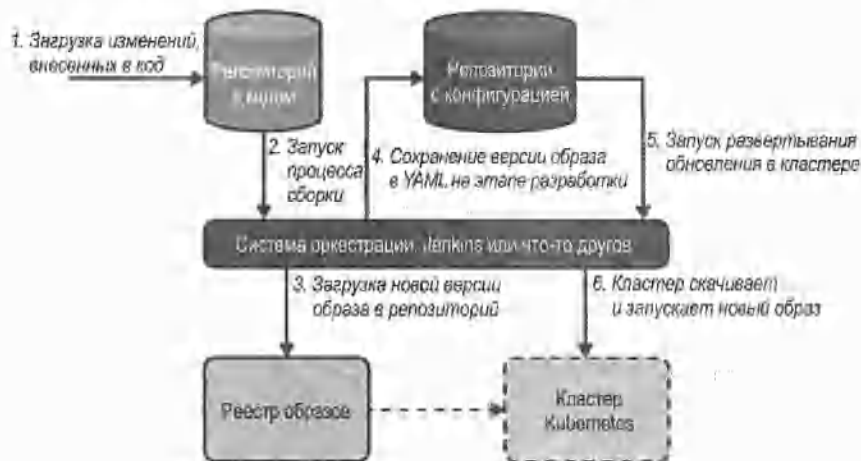 1. Загрузка изменений,
внесенных в код
Репозиторий
с кодом
Репозитории
с конфигурацией
2. Запуск
процесса
сборки
4. Сохранение версии образа
в YAML на этапе разработки
5. Запуск развертывания
обновления в кластере
Система оркестрации: Jenkins или что-то другое
3. Загрузка новой версии
образа в репозиторий
6. Кластер скачивает
и запускает новый образ
Реестр образов
Кластер
Kubernetes